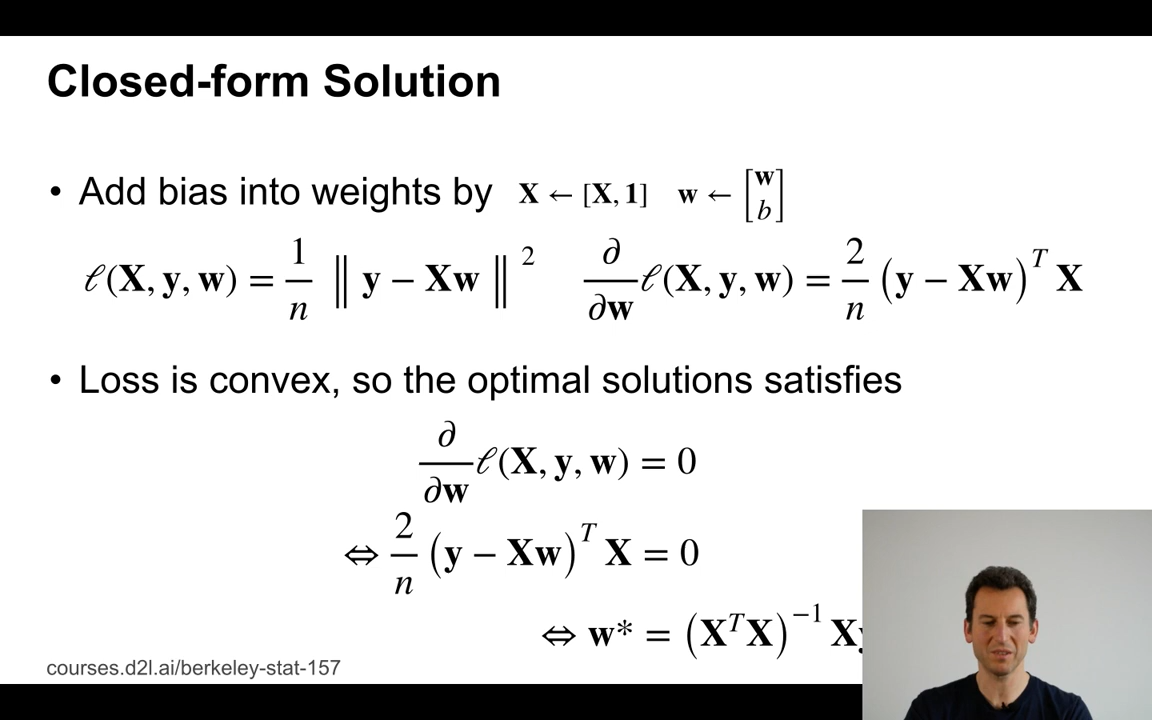 Closed-form Solution
• Add bias into weights by X ← [X, 1] w ← [w b]
ℓ(X, y, w) = 1/n ‖ y − Xw ‖² ∂/∂w ℓ(X, y, w) = 2/n (y − Xw)ᵀ X
• Loss is convex, so the optimal solutions satisfies
∂/∂w ℓ(X, y, w) = 0
⇔ 2/n (y − Xw)ᵀ X = 0
⇔ w* = (XᵀX)⁻¹ Xy
courses.d2l.ai/berkeley-stat-157